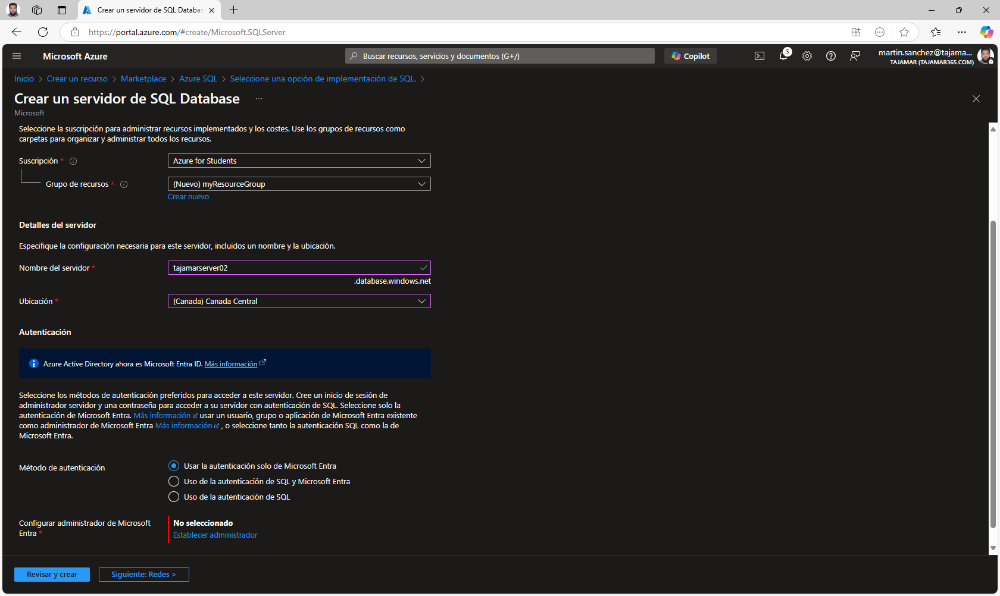 Crear un servidor de SQL Databas
https://portal.azure.com/#create/Microsoft.SQLServer
Microsoft Azure
Buscar recursos, servicios y documentos (G+/)
Copilot
5
martin.sanchez@tajama...
TAJAMAR (TAJAMAR365.COM)
Inicio > Crear un recurso > Marketplace > Azure SQL > Seleccione una opción de implementación de SQL. >
Crear un servidor de SQL Database ...
Microsoft
Seleccione la suscripción para administrar recursos implementados y los costes. Use los grupos de recursos como
carpetas para organizar y administrar todos los recursos.
Suscripción * Azure for Students
Grupo de recursos * (Nuevo) myResourceGroup
Crear nuevo
Detalles del servidor
Especifique la configuración necesaria para este servidor, incluidos un nombre y la ubicación.
Nombre del servidor * tajamarserver02
.database.windows.net
Ubicación * (Canada) Canada Central
Autenticación
Azure Active Directory ahora es Microsoft Entra ID. Más información
Seleccione los métodos de autenticación preferidos para acceder a este servidor. Cree un inicio de sesión de
administrador servidor y una contraseña para acceder a su servidor con autenticación de SQL. Seleccione solo la
autenticación de Microsoft Entra. Más información usar un usuario, grupo o aplicación de Microsoft Entra existente
como administrador de Microsoft Entra Más información , o seleccione tanto la autenticación SQL como la de
Microsoft Entra.
Método de autenticación
Usar la autenticación solo de Microsoft Entra
Uso de la autenticación de SQL y Microsoft Entra
Uso de la autenticación de SQL
Configurar administrador de Microsoft
Entra *
No seleccionado
Establecer administrador
Revisar y crear
Siguiente: Redes >